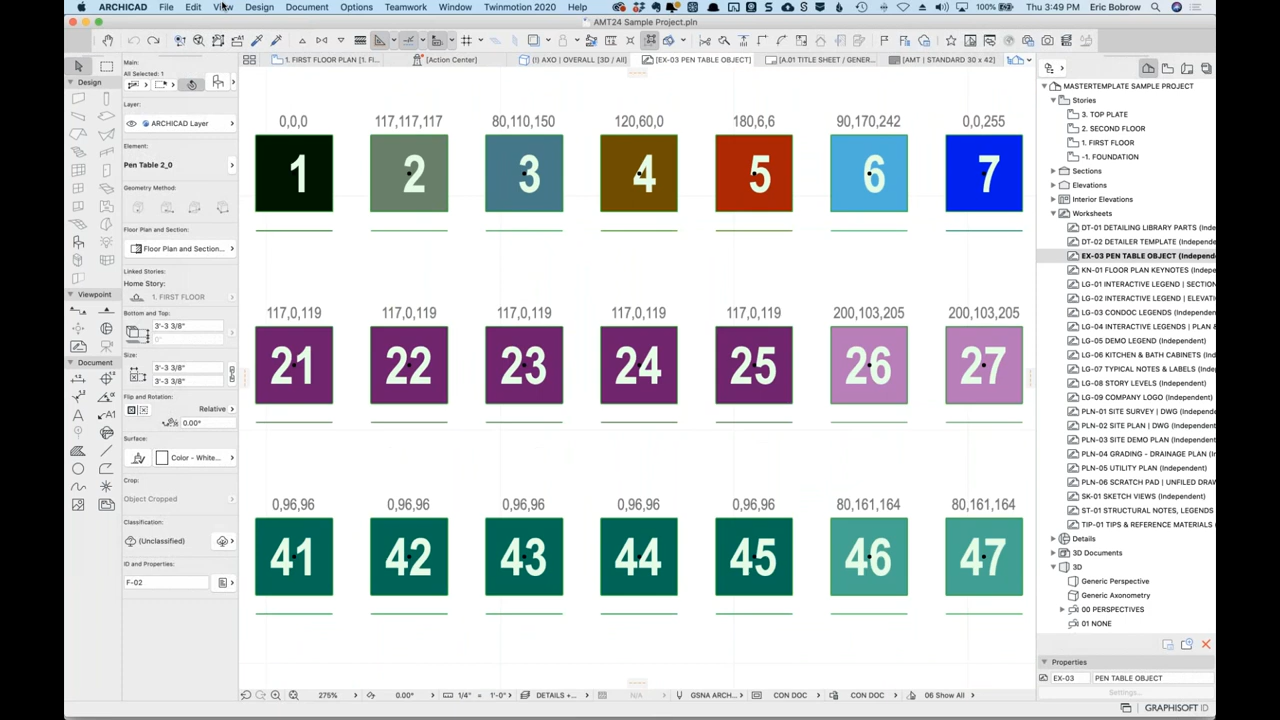 ARCHICAD File Edit View Design Document Options Teamwork Window Twinmotion 2020 Help 100% Thu 3:49 PM Eric Bobrow
AMT24 Sample Project.pln
Main:
All Selected: 1
Design
Layer:
ARCHICAD Layer
Element:
Pen Table 2_0
Geometry Method:
Floor Plan and Section:
Floor Plan and Section...
Linked Stories:
Home Story:
1. FIRST FLOOR
Viewpoint
Bottom and Top:
3'-3 3/8"
0"
Size:
3'-3 3/8"
3'-3 3/8"
Document
Flip and Rotation:
Relative
0.00°
Surface:
Color - White...
Crop:
Object Cropped
Classification:
(Unclassified)
ID and Properties:
F-02
1. FIRST FLOOR PLAN [1. Fi... [Action Center] (!) AXO | OVERALL [3D / All] [EX-03 PEN TABLE OBJECT] [A.01 TITLE SHEET / GENER... [AMT | STANDARD 30 x 42]
0,0,0 117,117,117 80,110,150 120,60,0 180,6,6 90,170,242 0,0,255
1 2 3 4 5 6 7
117,0,119 117,0,119 117,0,119 117,0,119 117,0,119 200,103,205 200,103,205
21 22 23 24 25 26 27
0,96,96 0,96,96 0,96,96 0,96,96 0,96,96 80,161,164 80,161,164
41 42 43 44 45 46 47
275% 0.00° 1/4" = 1'-0" DETAILS +... N/A GSNA ARCH... CON DOC CON DOC 06 Show All
MASTERTEMPLATE SAMPLE PROJECT
Stories
3. TOP PLATE
2. SECOND FLOOR
1. FIRST FLOOR
-1. FOUNDATION
Sections
Elevations
Interior Elevations
Worksheets
DT-01 DETAILING LIBRARY PARTS (Inde
DT-02 DETAILER TEMPLATE (Independ
EX-03 PEN TABLE OBJECT (Independ
KN-01 FLOOR PLAN KEYNOTES (Indepe
LG-01 INTERACTIVE LEGEND | SECTION
LG-02 INTERACTIVE LEGEND | ELEVATI
LG-03 CONDOC LEGENDS (Independen
LG-04 INTERACTIVE LEGENDS | PLAN &
LG-05 DEMO LEGEND (Independent)
LG-06 KITCHEN & BATH CABINETS (Ind
LG-07 TYPICAL NOTES & LABELS (Indep
LG-08 STORY LEVELS (Independent)
LG-09 COMPANY LOGO (Independent)
PLN-01 SITE SURVEY | DWG (Independ
PLN-02 SITE PLAN | DWG (Independent
PLN-03 SITE DEMO PLAN (Independent)
PLN-04 GRADING - DRAINAGE PLAN (In
PLN-05 UTILITY PLAN (Independent)
PLN-06 SCRATCH PAD | UNFILED DRAW
SK-01 SKETCH VIEWS (Independent)
ST-01 STRUCTURAL NOTES, LEGENDS
TIP-01 TIPS & REFERENCE MATERIALS (
Details
3D Documents
3D
Generic Perspective
Generic Axonometry
00 PERSPECTIVES
01 NONE
Properties
EX-03 PEN TABLE OBJECT
Settings...
GRAPHISOFT ID